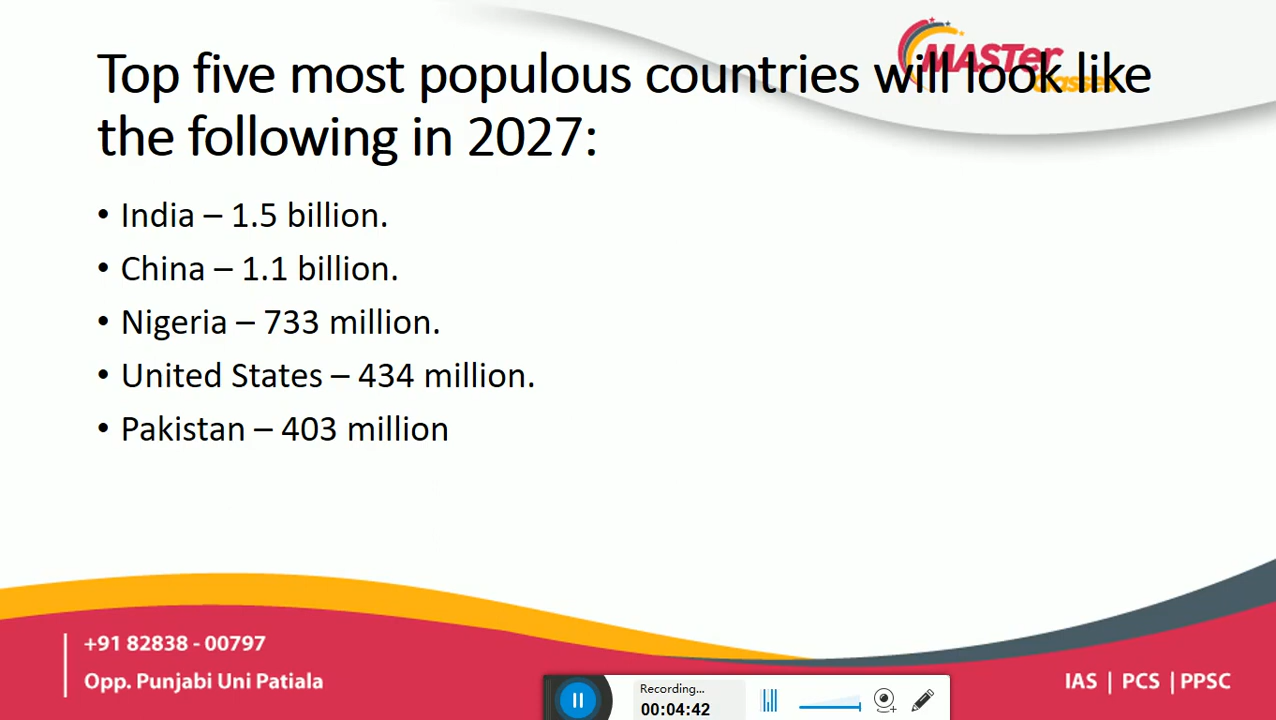 MASTer
Classes
Top five most populous countries will look like
the following in 2027:
• India – 1.5 billion.
• China – 1.1 billion.
• Nigeria – 733 million.
• United States – 434 million.
• Pakistan – 403 million
+91 82838 - 00797
Opp. Punjabi Uni Patiala
IAS | PCS | PPSC
Recording...
00:04:42